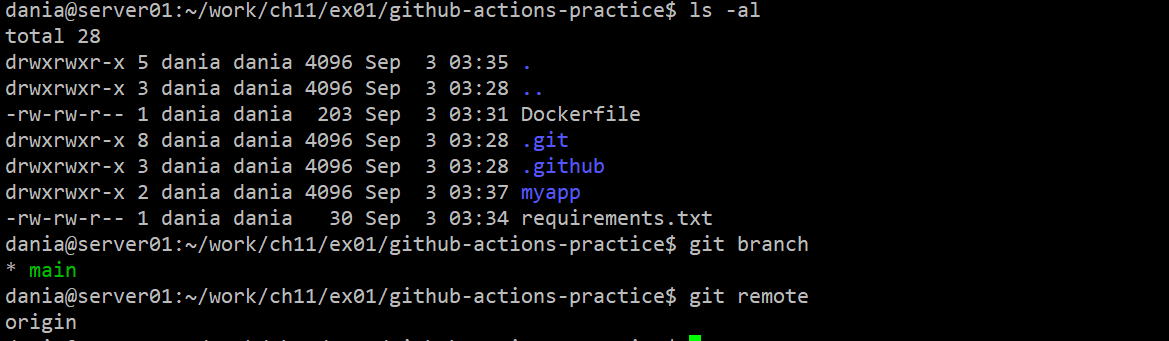 dania@server01:~/work/ch11/ex01/github-actions-practice$ ls -al
total 28
drwxrwxr-x 5 dania dania 4096 Sep  3 03:35 .
drwxrwxr-x 3 dania dania 4096 Sep  3 03:28 ..
-rw-rw-r-- 1 dania dania  203 Sep  3 03:31 Dockerfile
drwxrwxr-x 8 dania dania 4096 Sep  3 03:28 .git
drwxrwxr-x 3 dania dania 4096 Sep  3 03:28 .github
drwxrwxr-x 2 dania dania 4096 Sep  3 03:37 myapp
-rw-rw-r-- 1 dania dania   30 Sep  3 03:34 requirements.txt
dania@server01:~/work/ch11/ex01/github-actions-practice$ git branch
* main
dania@server01:~/work/ch11/ex01/github-actions-practice$ git remote
origin